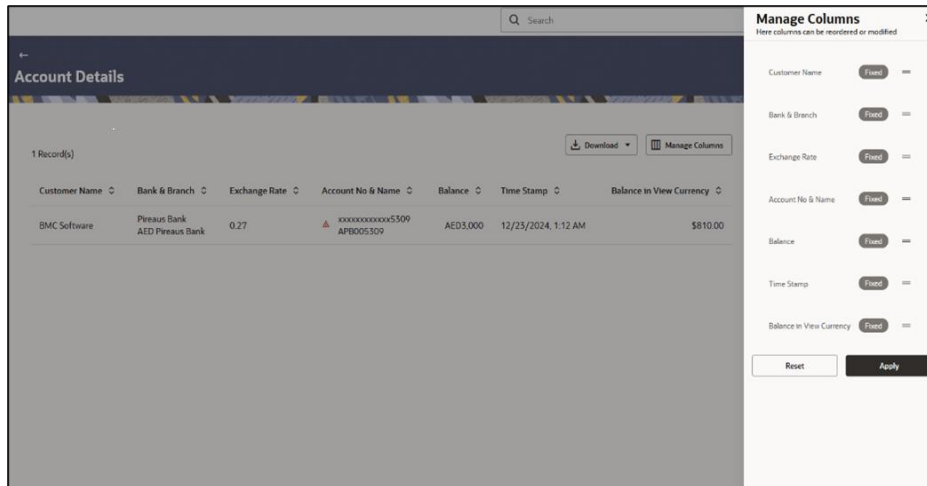 Search
Account Details
1 Record(s)
Download
Manage Columns
Customer Name
Bank & Branch
Exchange Rate
Account No & Name
Balance
Time Stamp
Balance in View Currency
BMC Software
Pireaus Bank
AED Pireaus Bank
0.27
xxxxxxxxxxxx5309
APB005309
AED3,000
12/23/2024, 1:12 AM
$810.00
Manage Columns
Here columns can be reordered or modified
Customer Name Fixed
Bank & Branch Fixed
Exchange Rate Fixed
Account No & Name Fixed
Balance Fixed
Time Stamp Fixed
Balance in View Currency Fixed
Reset
Apply